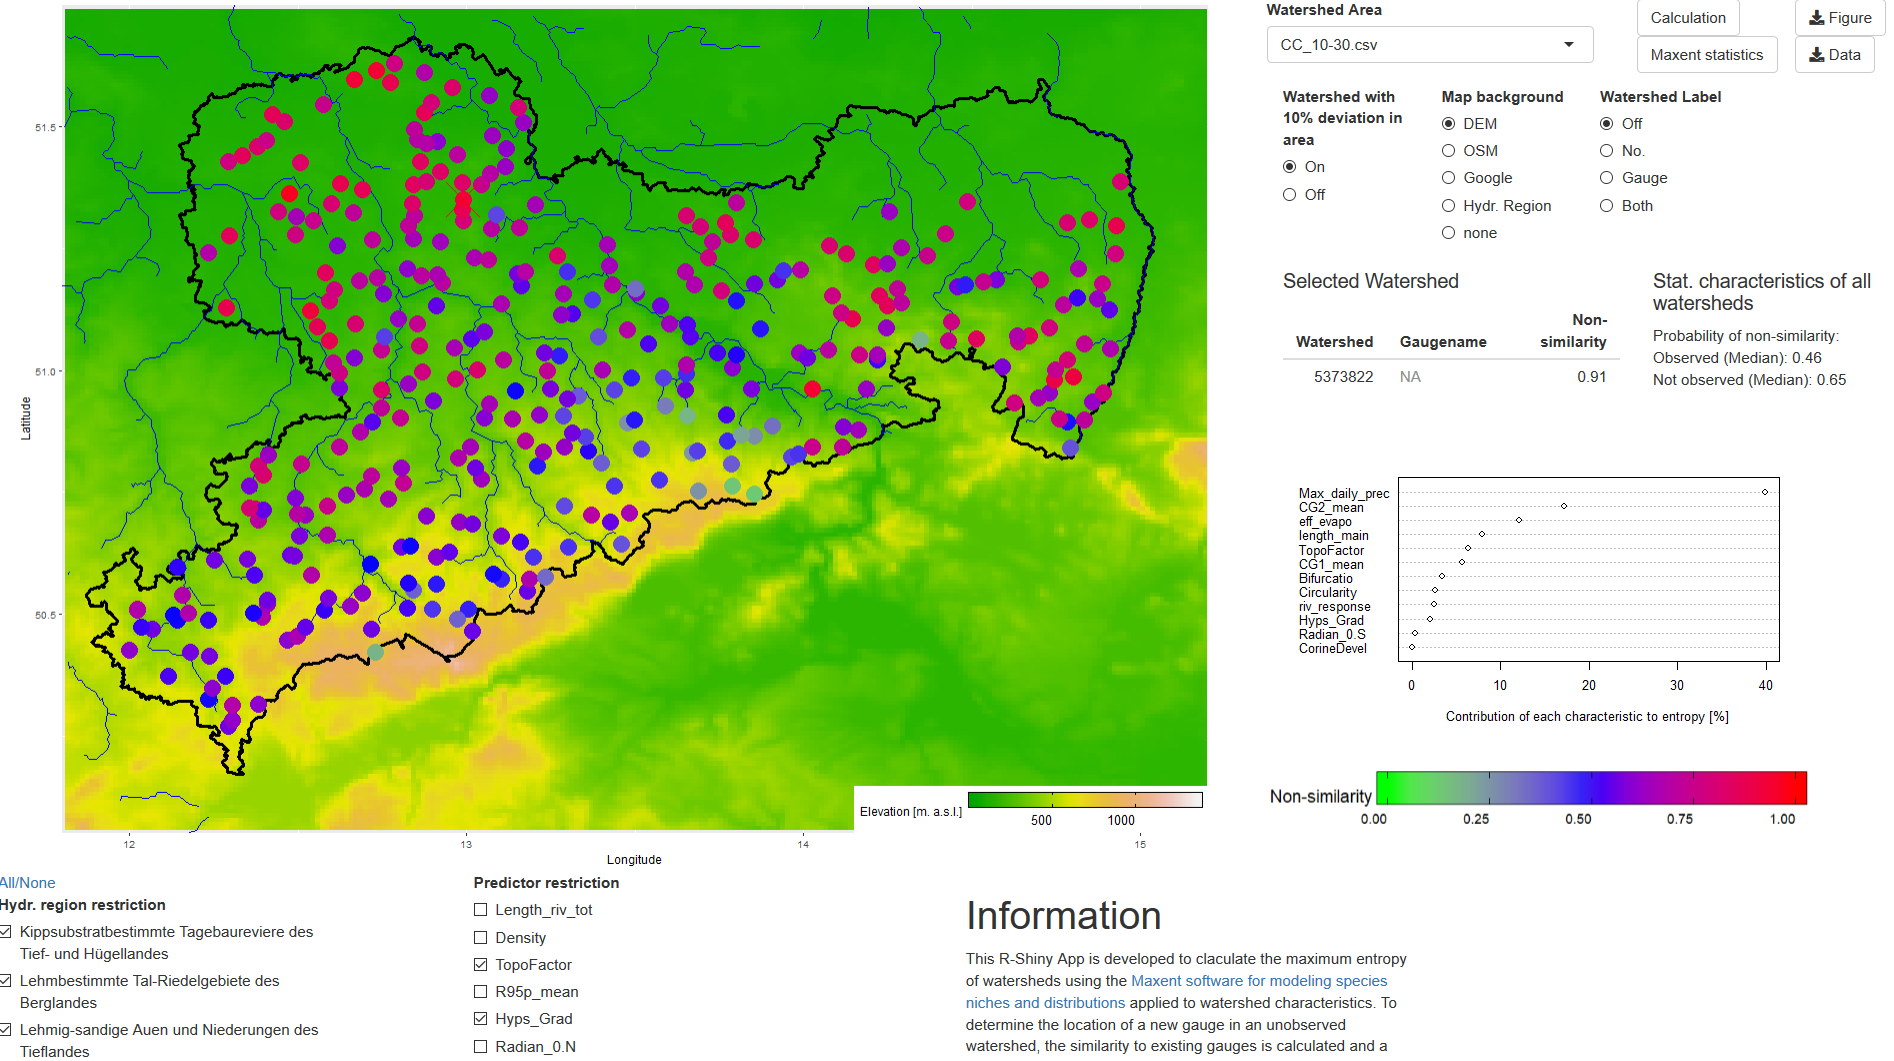 Watershed Area
CC_10-30.csv
Calculation
Figure
Maxent statistics
Data
Watershed with
10% deviation in
area
On
Off
Map background
DEM
OSM
Google
Hydr. Region
none
Watershed Label
Off
No.
Gauge
Both
Selected Watershed
Watershed Gaugename Non-
similarity
5373822 NA 0.91
Stat. characteristics of all
watersheds
Probability of non-similarity:
Observed (Median): 0.46
Not observed (Median): 0.65
51.5
51.0
50.5
Latitude
12 13 14 15
Longitude
Elevation [m. a.s.l.]
500 1000
Max_daily_prec
CG2_mean
eff_evapo
length_main
TopoFactor
CG1_mean
Bifurcatio
Circularity
riv_response
Hyps_Grad
Radian_0.S
CorineDevel
0 10 20 30 40
Contribution of each characteristic to entropy [%]
Non-similarity
0.00 0.25 0.50 0.75 1.00
All/None
Hydr. region restriction
Kippsubstratbestimmte Tagebaureviere des
Tief- und Hügellandes
Lehmbestimmte Tal-Riedelgebiete des
Berglandes
Lehmig-sandige Auen und Niederungen des
Tieflandes
Predictor restriction
Length_riv_tot
Density
TopoFactor
R95p_mean
Hyps_Grad
Radian_0.N
Information
This R-Shiny App is developed to claculate the maximum entropy
of watersheds using the Maxent software for modeling species
niches and distributions applied to watershed characteristics. To
determine the location of a new gauge in an unobserved
watershed, the similarity to existing gauges is calculated and a